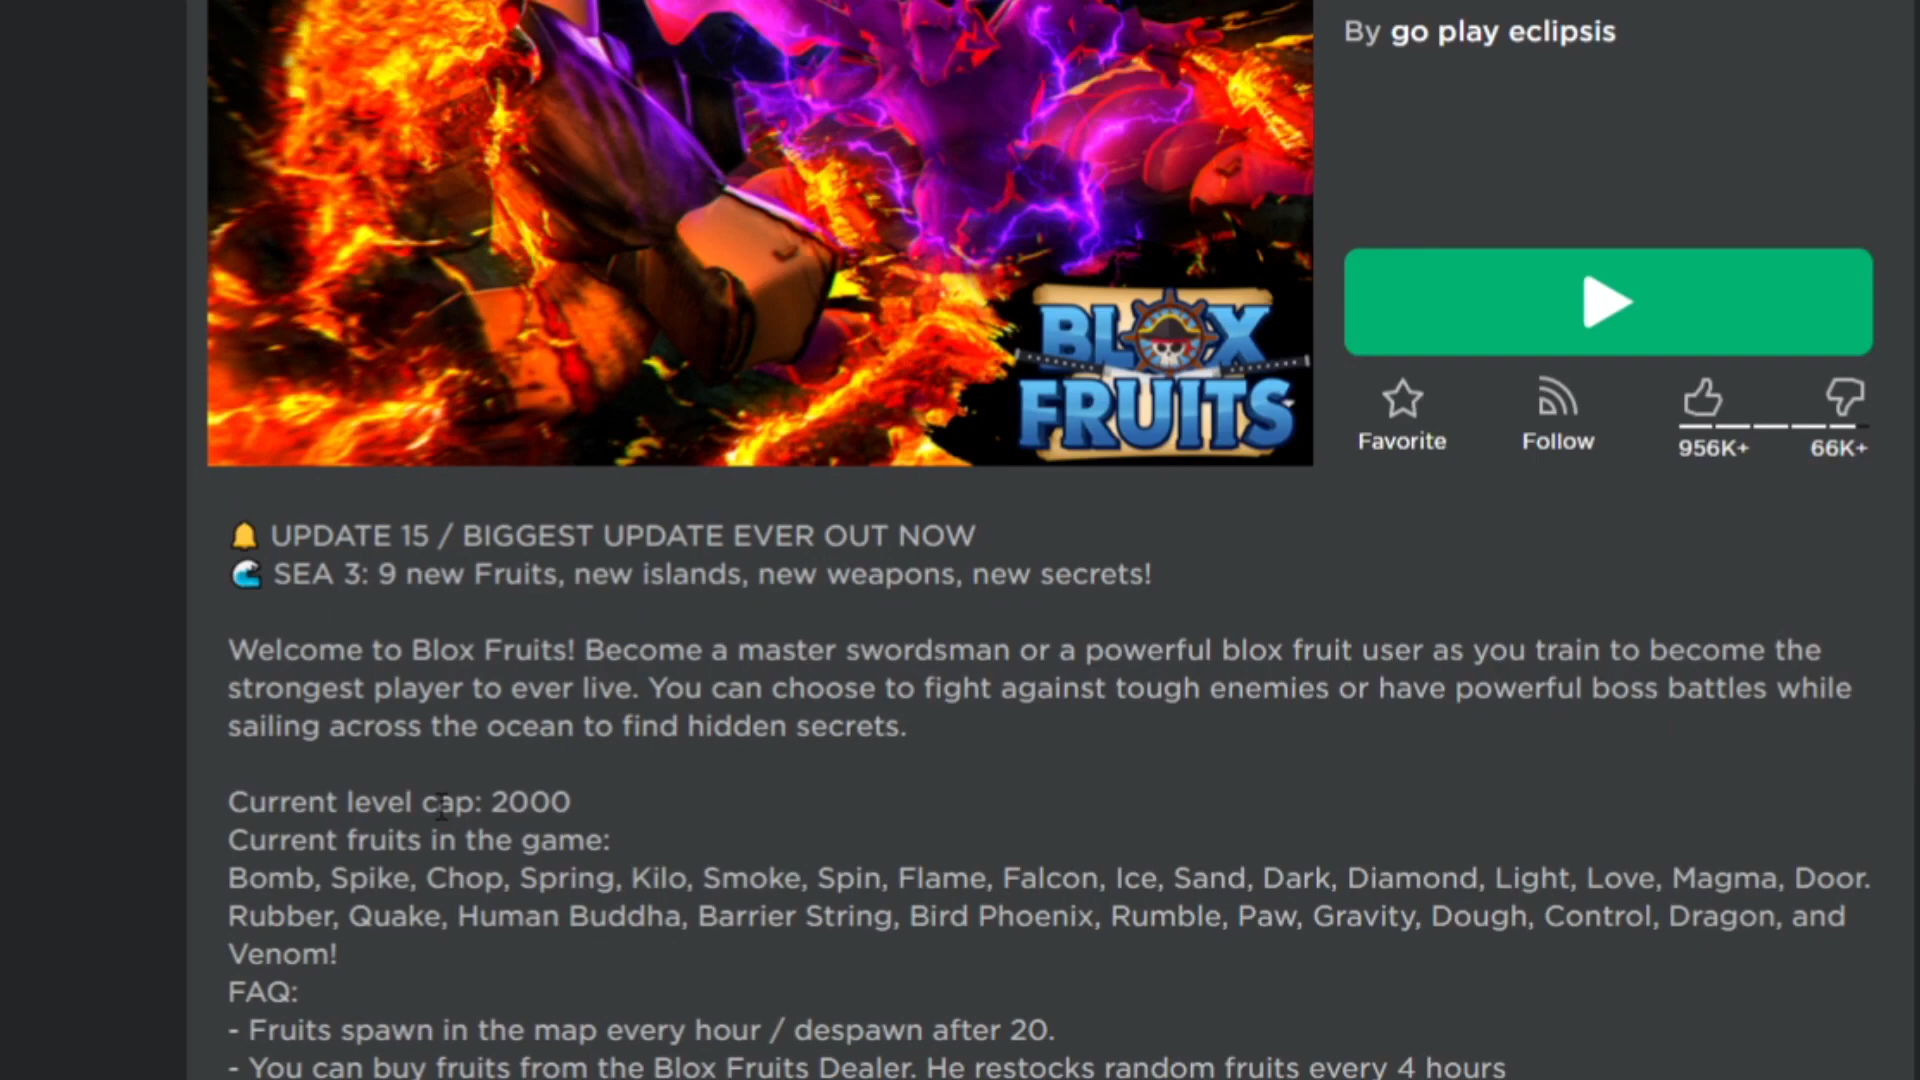 By go play eclipsis
BLOX
FRUITS
Favorite
Follow
956K+
66K+
🔔 UPDATE 15 / BIGGEST UPDATE EVER OUT NOW
🌊 SEA 3: 9 new Fruits, new islands, new weapons, new secrets!
Welcome to Blox Fruits! Become a master swordsman or a powerful blox fruit user as you train to become the
strongest player to ever live. You can choose to fight against tough enemies or have powerful boss battles while
sailing across the ocean to find hidden secrets.
Current level cap: 2000
Current fruits in the game:
Bomb, Spike, Chop, Spring, Kilo, Smoke, Spin, Flame, Falcon, Ice, Sand, Dark, Diamond, Light, Love, Magma, Door.
Rubber, Quake, Human Buddha, Barrier String, Bird Phoenix, Rumble, Paw, Gravity, Dough, Control, Dragon, and
Venom!
FAQ:
- Fruits spawn in the map every hour / despawn after 20.
- You can buy fruits from the Blox Fruits Dealer. He restocks random fruits every 4 hours